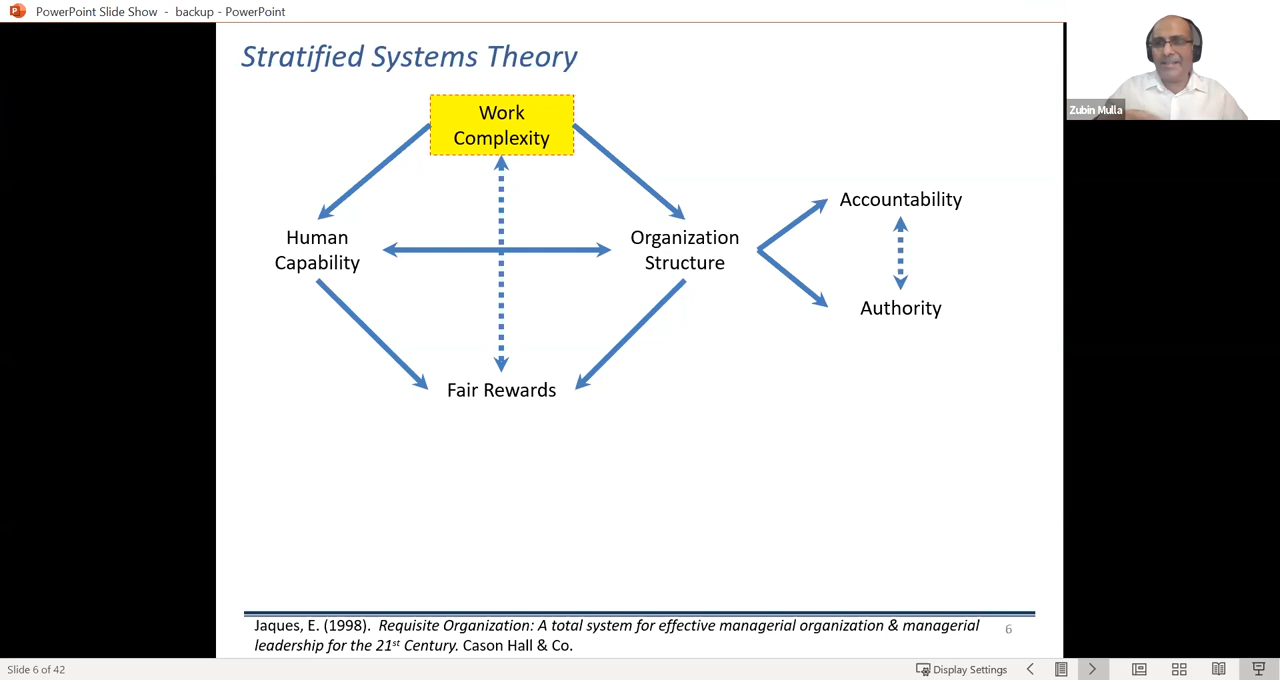 PowerPoint Slide Show - backup - PowerPoint
Stratified Systems Theory
Work
Complexity
Human
Capability
Organization
Structure
Accountability
Authority
Fair Rewards
Jaques, E. (1998). Requisite Organization: A total system for effective managerial organization & managerial
leadership for the 21st Century. Cason Hall & Co.
6
Zubin Mulla
Slide 6 of 42
Display Settings